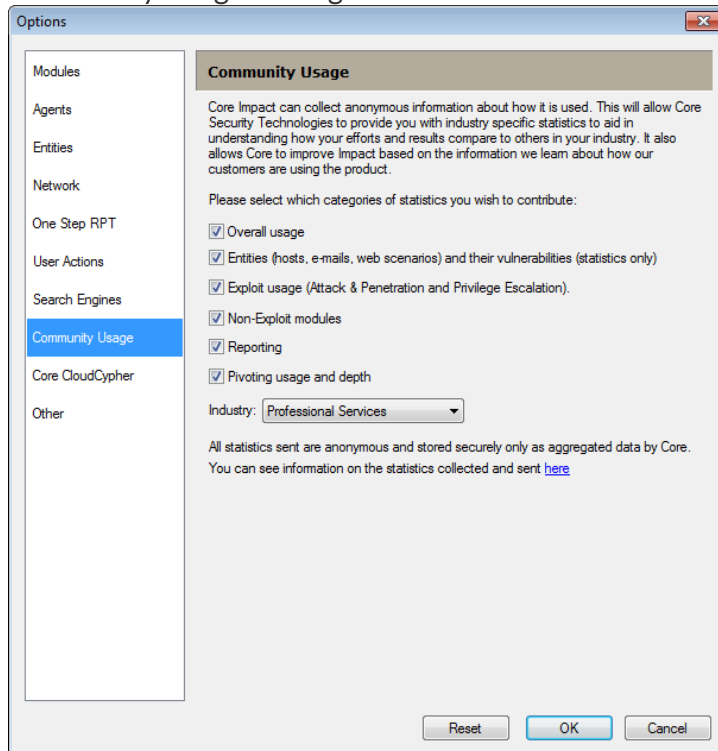 Options
Modules
Agents
Entities
Network
One Step RPT
User Actions
Search Engines
Community Usage
Core CloudCypher
Other
Community Usage
Core Impact can collect anonymous information about how it is used. This will allow Core
Security Technologies to provide you with industry specific statistics to aid in
understanding how your efforts and results compare to others in your industry. It also
allows Core to improve Impact based on the information we learn about how our
customers are using the product.
Please select which categories of statistics you wish to contribute:
Overall usage
Entities (hosts, e-mails, web scenarios) and their vulnerabilities (statistics only)
Exploit usage (Attack & Penetration and Privilege Escalation).
Non-Exploit modules
Reporting
Pivoting usage and depth
Industry: Professional Services
All statistics sent are anonymous and stored securely only as aggregated data by Core.
You can see information on the statistics collected and sent here
Reset OK Cancel